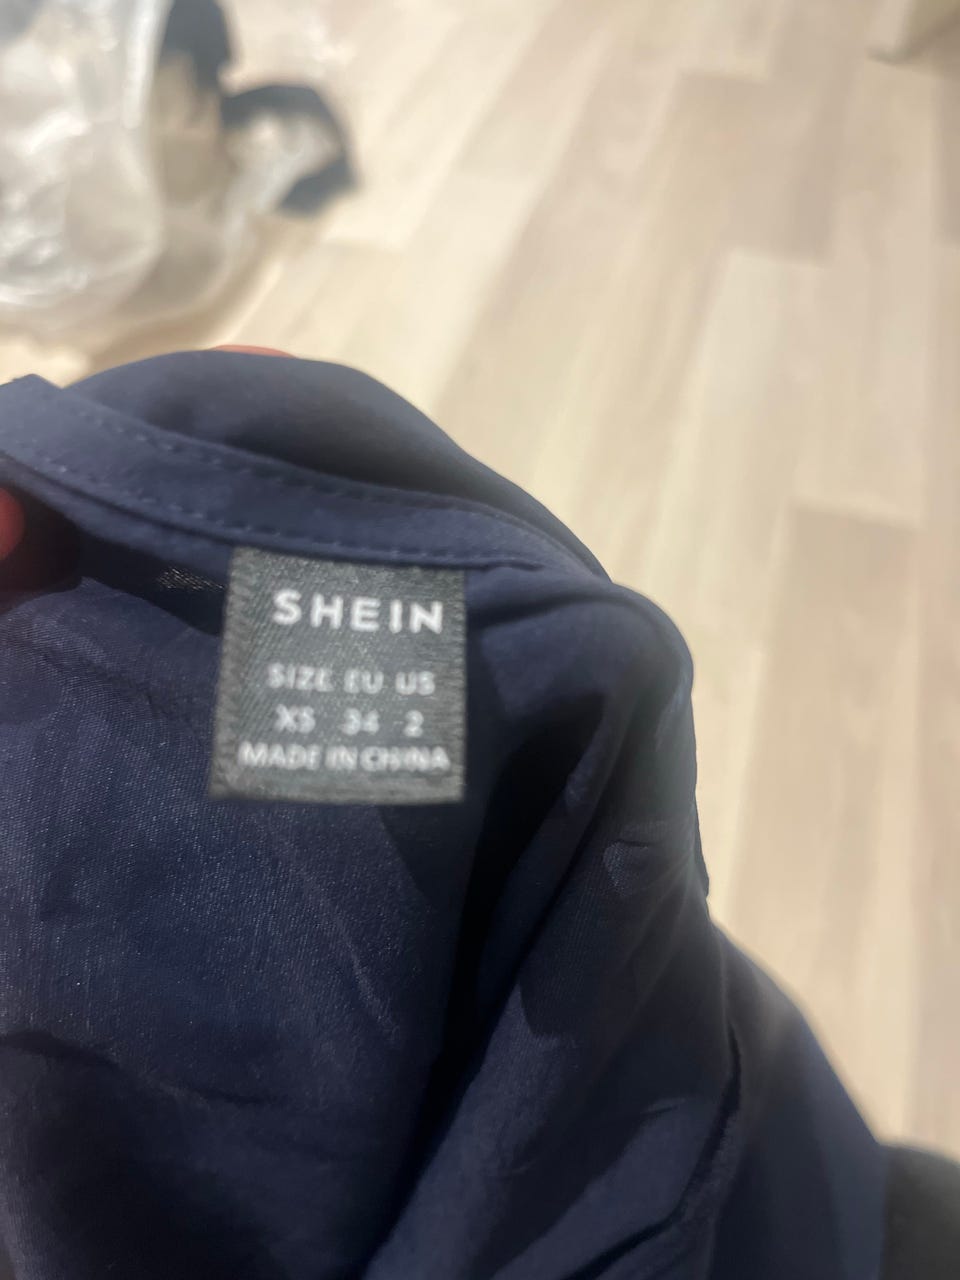 SHEIN
SIZE EU US
XS 34 2
MADE IN CHINA